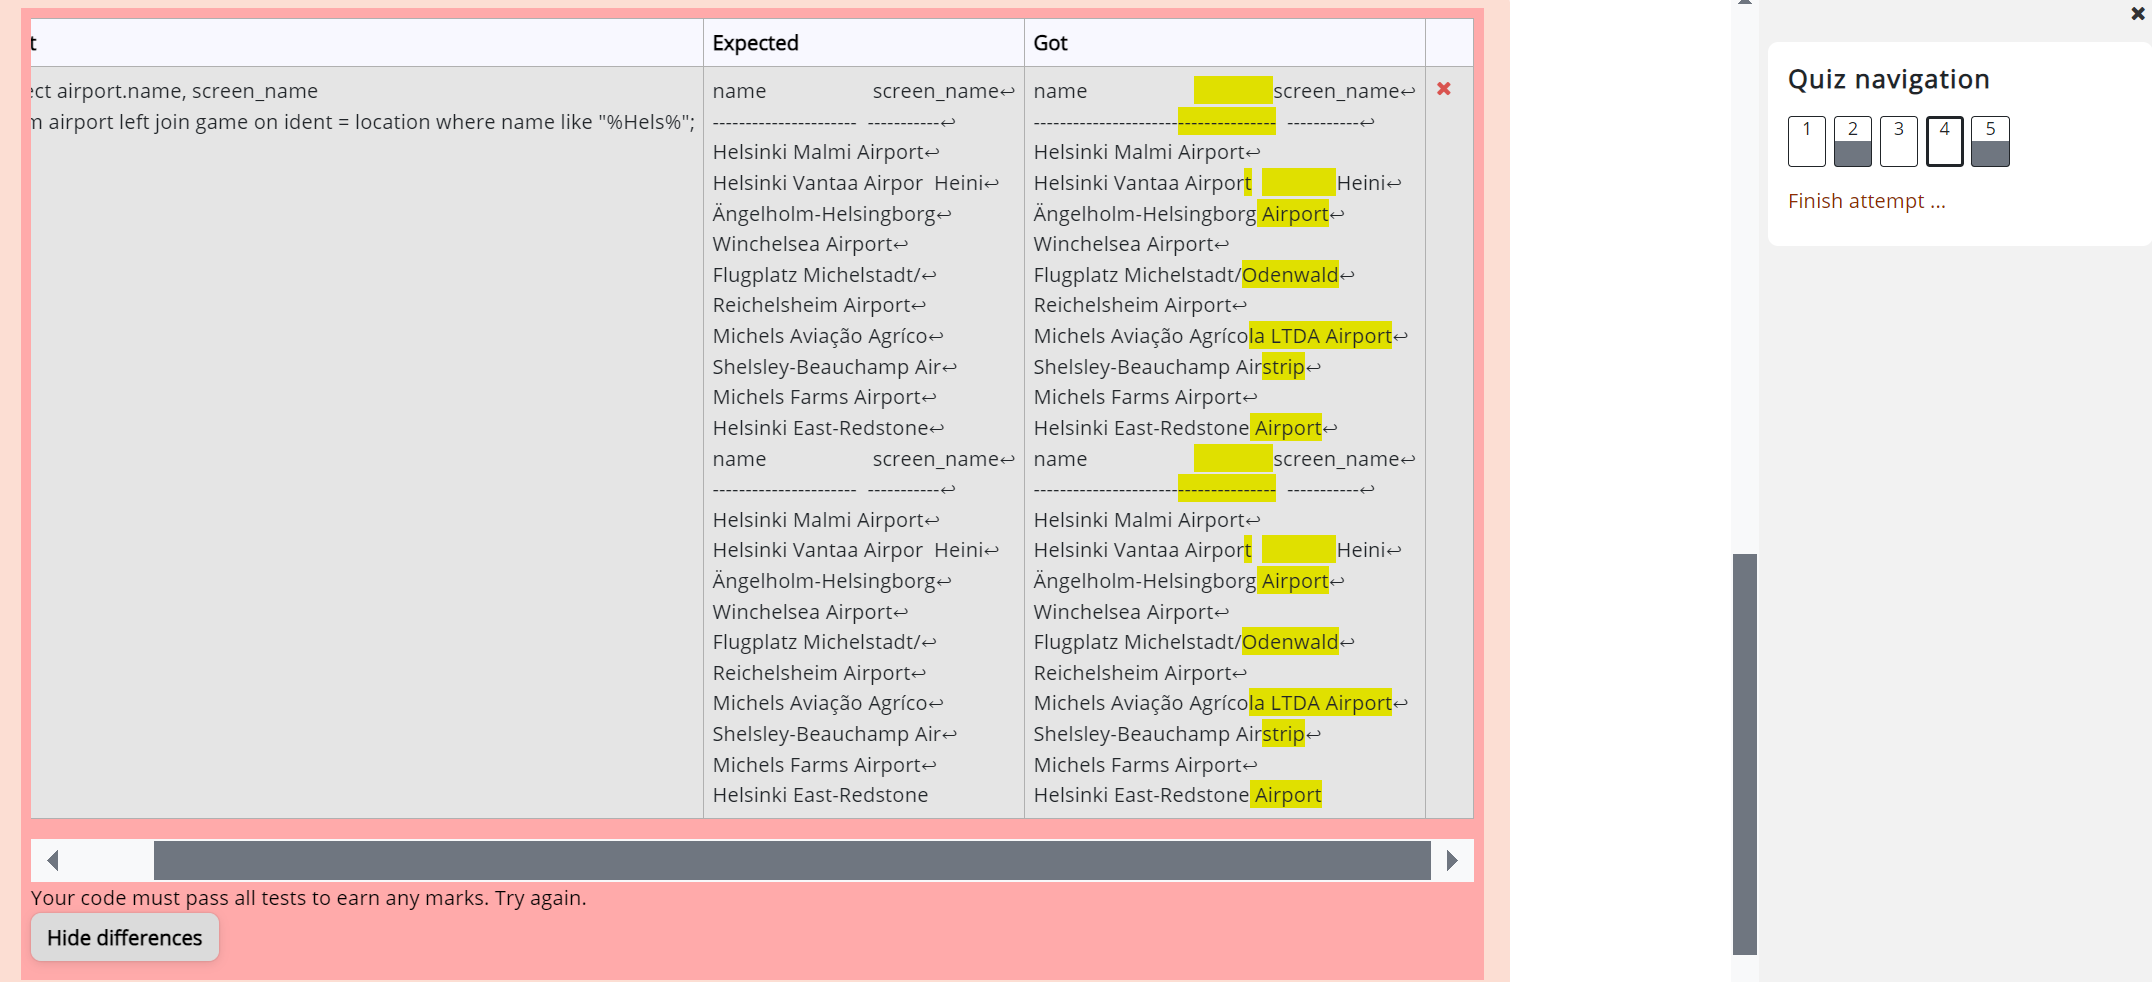 t Expected Got
ect airport.name, screen_name
m airport left join game on ident = location where name like "%Hels%";
name screen_name↩
---------------------- -----------↩
Helsinki Malmi Airport↩
Helsinki Vantaa Airpor Heini↩
Ängelholm-Helsingborg↩
Winchelsea Airport↩
Flugplatz Michelstadt/↩
Reichelsheim Airport↩
Michels Aviação Agríco↩
Shelsley-Beauchamp Air↩
Michels Farms Airport↩
Helsinki East-Redstone↩
name screen_name↩
---------------------- -----------↩
Helsinki Malmi Airport↩
Helsinki Vantaa Airpor Heini↩
Ängelholm-Helsingborg↩
Winchelsea Airport↩
Flugplatz Michelstadt/↩
Reichelsheim Airport↩
Michels Aviação Agríco↩
Shelsley-Beauchamp Air↩
Michels Farms Airport↩
Helsinki East-Redstone
name screen_name↩
------------------------------------- -----------↩
Helsinki Malmi Airport↩
Helsinki Vantaa Airport Heini↩
Ängelholm-Helsingborg Airport↩
Winchelsea Airport↩
Flugplatz Michelstadt/Odenwald↩
Reichelsheim Airport↩
Michels Aviação Agrícola LTDA Airport↩
Shelsley-Beauchamp Airstrip↩
Michels Farms Airport↩
Helsinki East-Redstone Airport↩
name screen_name↩
------------------------------------- -----------↩
Helsinki Malmi Airport↩
Helsinki Vantaa Airport Heini↩
Ängelholm-Helsingborg Airport↩
Winchelsea Airport↩
Flugplatz Michelstadt/Odenwald↩
Reichelsheim Airport↩
Michels Aviação Agrícola LTDA Airport↩
Shelsley-Beauchamp Airstrip↩
Michels Farms Airport↩
Helsinki East-Redstone Airport
Your code must pass all tests to earn any marks. Try again.
Hide differences
Quiz navigation
1 2 3 4 5
Finish attempt ...